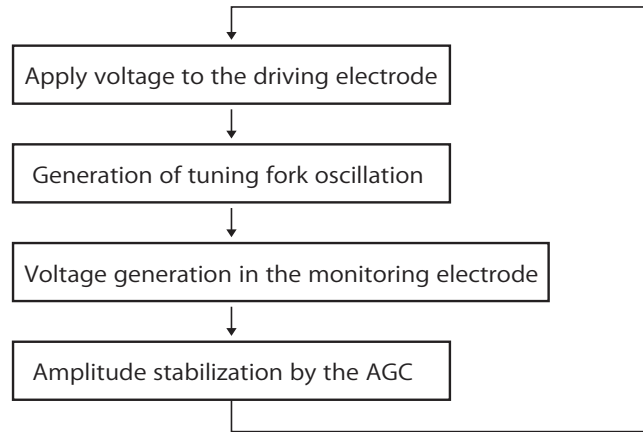 Apply voltage to the driving electrode
Generation of tuning fork oscillation
Voltage generation in the monitoring electrode
Amplitude stabilization by the AGC